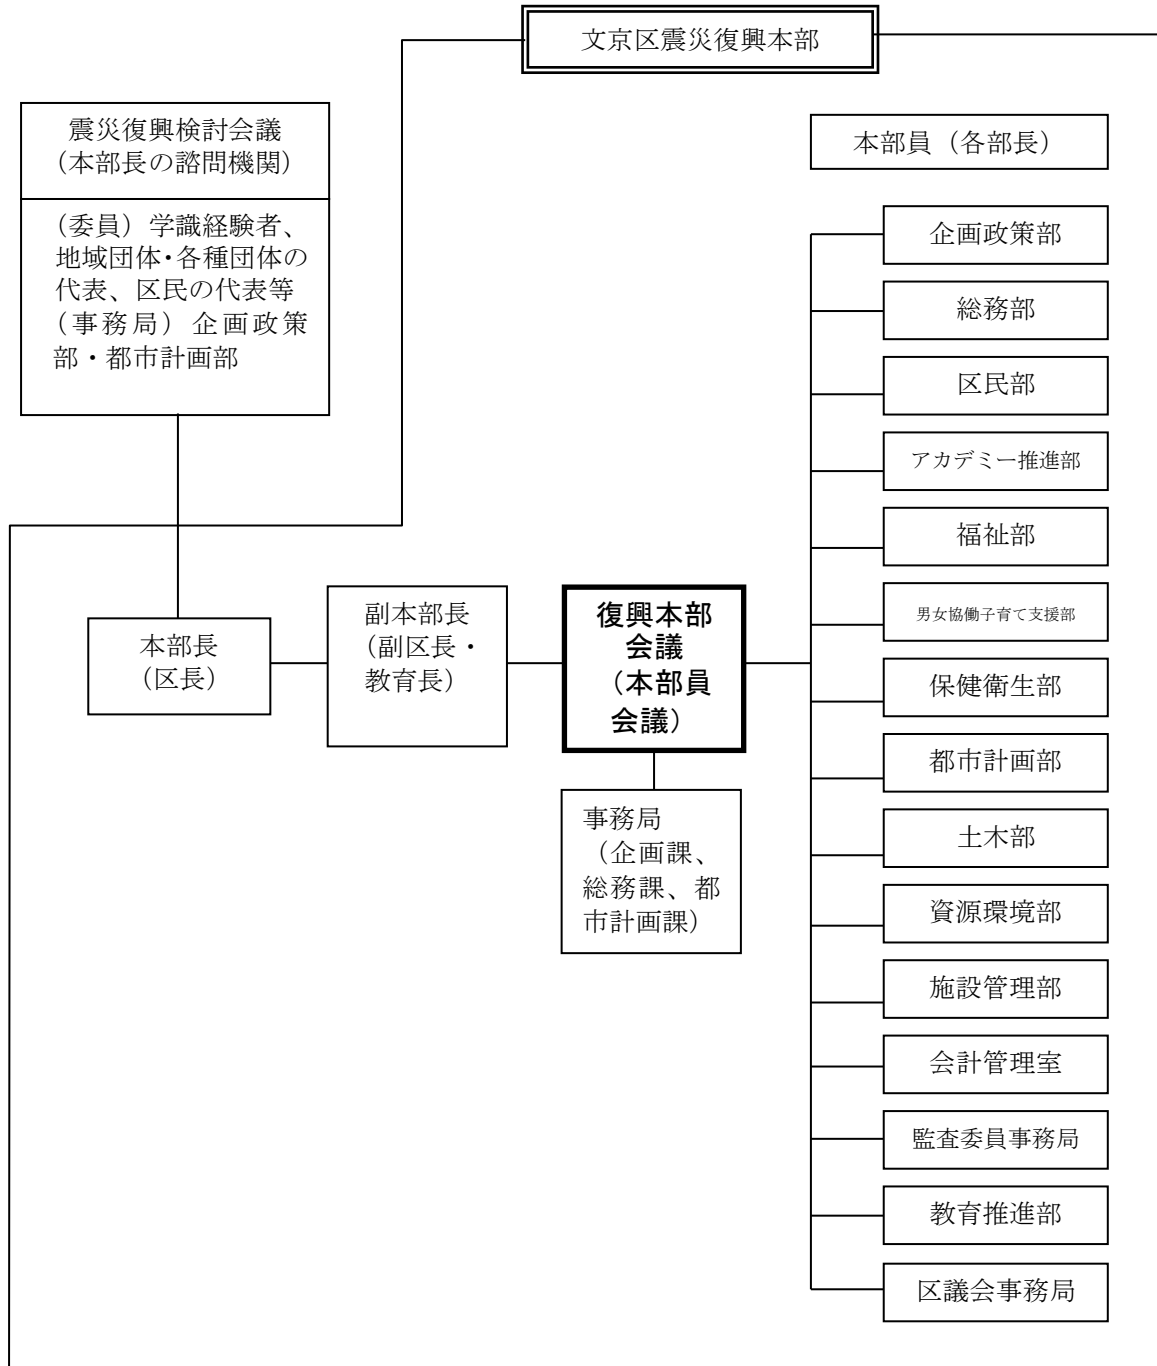 文京区震災復興本部
震災復興検討会議
（本部長の諮問機関）
（委員）学識経験者、
地域団体・各種団体の
代表、区民の代表等
（事務局）企画政策
部・都市計画部
本部長
（区長）
副本部長
（副区長・
教育長）
復興本部
会議
（本部員
会議）
事務局
（企画課、
総務課、都
市計画課）
本部員（各部長）
企画政策部
総務部
区民部
アカデミー推進部
福祉部
男女協働子育て支援部
保健衛生部
都市計画部
土木部
資源環境部
施設管理部
会計管理室
監査委員事務局
教育推進部
区議会事務局